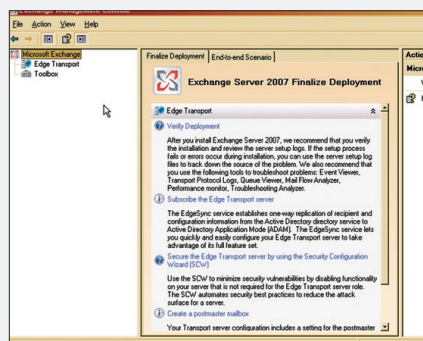 Exchange Management Console
File Action View Help
Microsoft Exchange
Edge Transport
Toolbox
Finalize Deployment End-to-end Scenario
Exchange Server 2007 Finalize Deployment
Edge Transport
Verify Deployment
After you install Exchange Server 2007, we recommend that you verify
the installation and review the server setup logs. If the setup process
fails or errors occur during installation, you can use the server setup log
files to track down the source of the problem. We also recommend that
you use the following tools to troubleshoot problems: Event Viewer,
Transport Protocol Logs, Queue Viewer, Mail Flow Analyzer,
Performance monitor, Troubleshooting Analyzer.
Subscribe the Edge Transport server
The EdgeSync service establishes one-way replication of recipient and
configuration information from the Active Directory directory service to
Active Directory Application Mode (ADAM). The EdgeSync service lets
you quickly and easily configure your Edge Transport server to take
advantage of its full feature set.
Secure the Edge Transport server by using the Security Configuration
Wizard (SCW)
Use the SCW to minimize security vulnerabilities by disabling functionality
on your server that is not required for the Edge Transport server role.
The SCW automates security best practices to reduce the attack
surface for a server.
Create a postmaster mailbox
Your Transport server configuration includes a setting for the postmaster
Actio
Micro
V